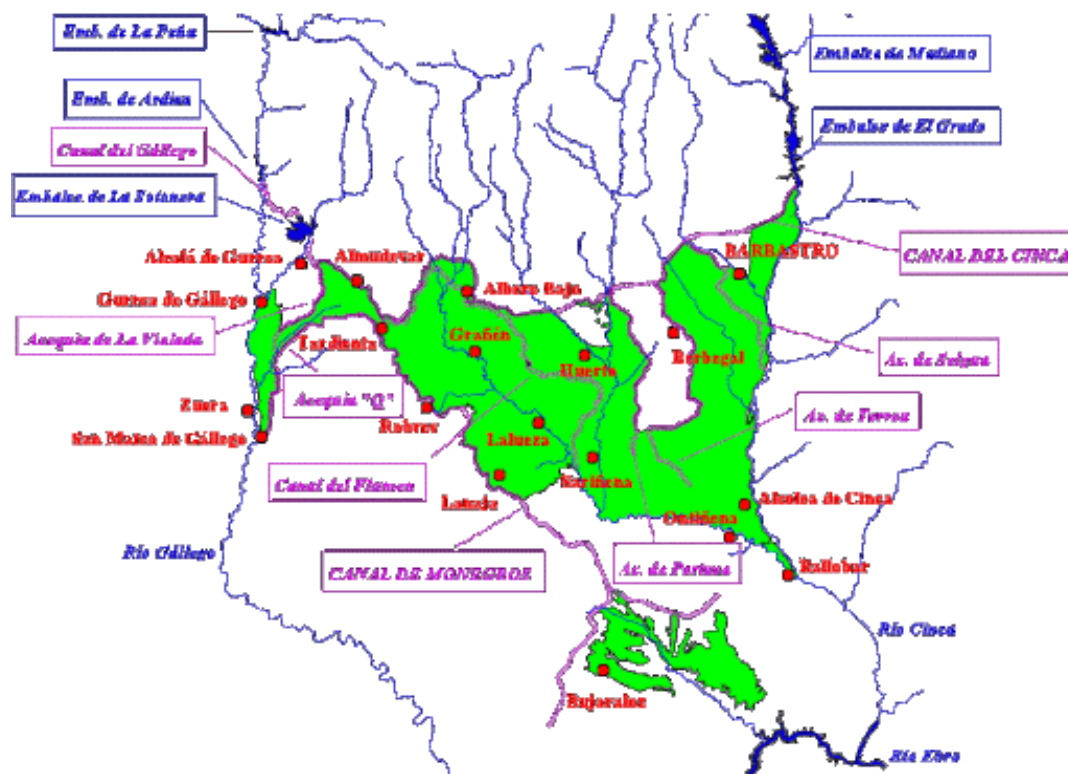 Emb. de La Peña
Embalse de Mediano
Emb. de Ardisa
Embalse de El Grado
Canal del Gállego
Embalse de La Sotonera
Alcalá de Gurrea
Almudévar
BARBASTRO
CANAL DEL CINCA
Gurrea de Gállego
Albero Bajo
Acequia de La Violada
Tardienta
Grañén
Huerto
Berbegal
Ac. de Selgua
Acequia "Q"
Zuera
Robres
Lalueza
Ac. de Terreu
San Mateo de Gállego
Canal del Flumen
Lanaja
Sariñena
Alcolea de Cinca
Ontiñena
Río Gállego
CANAL DE MONEGROS
Ac. de Pertusa
Ballobar
Río Cinca
Bujaraloz
Río Ebro